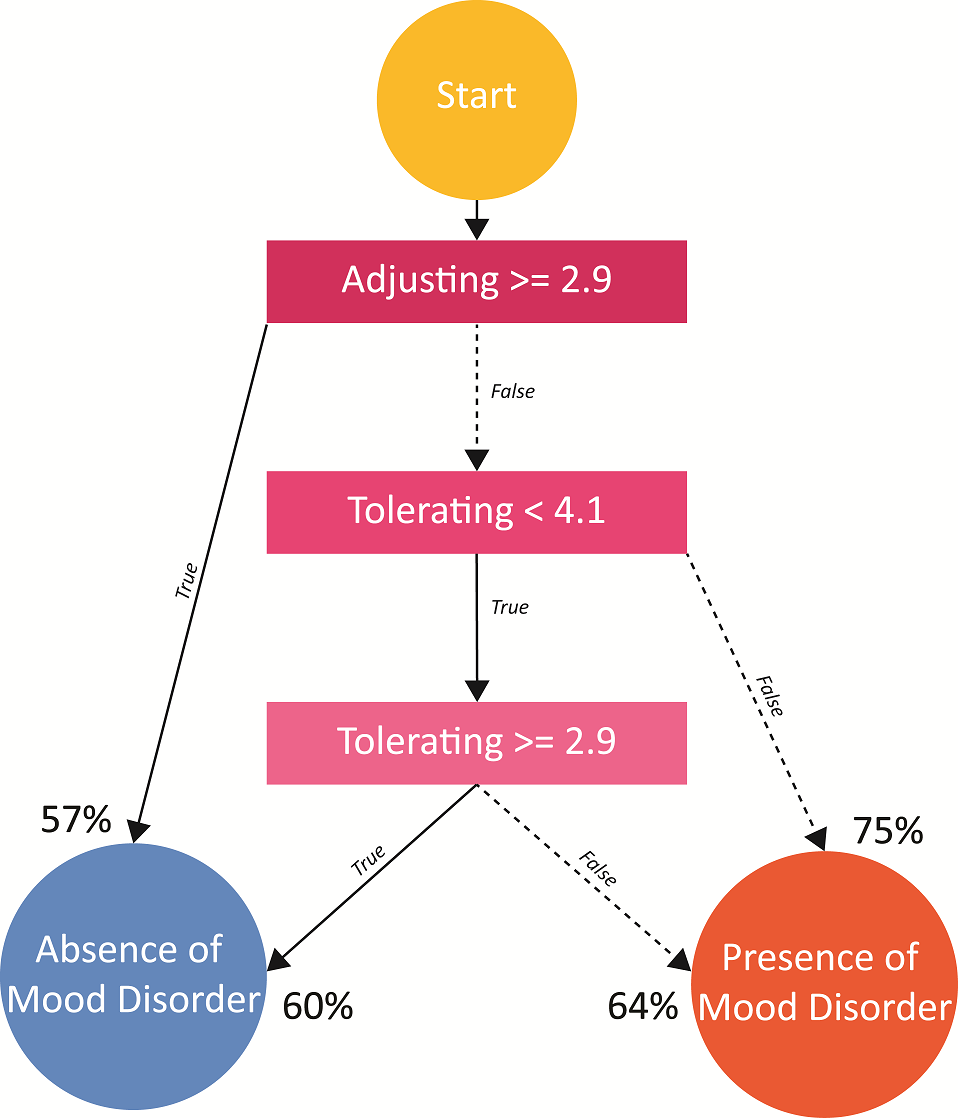 Start
Adjusting >= 2.9
False
Tolerating < 4.1
True
True
False
Tolerating >= 2.9
57%
75%
True
False
Absence of
Mood Disorder
60%
64%
Presence of
Mood Disorder